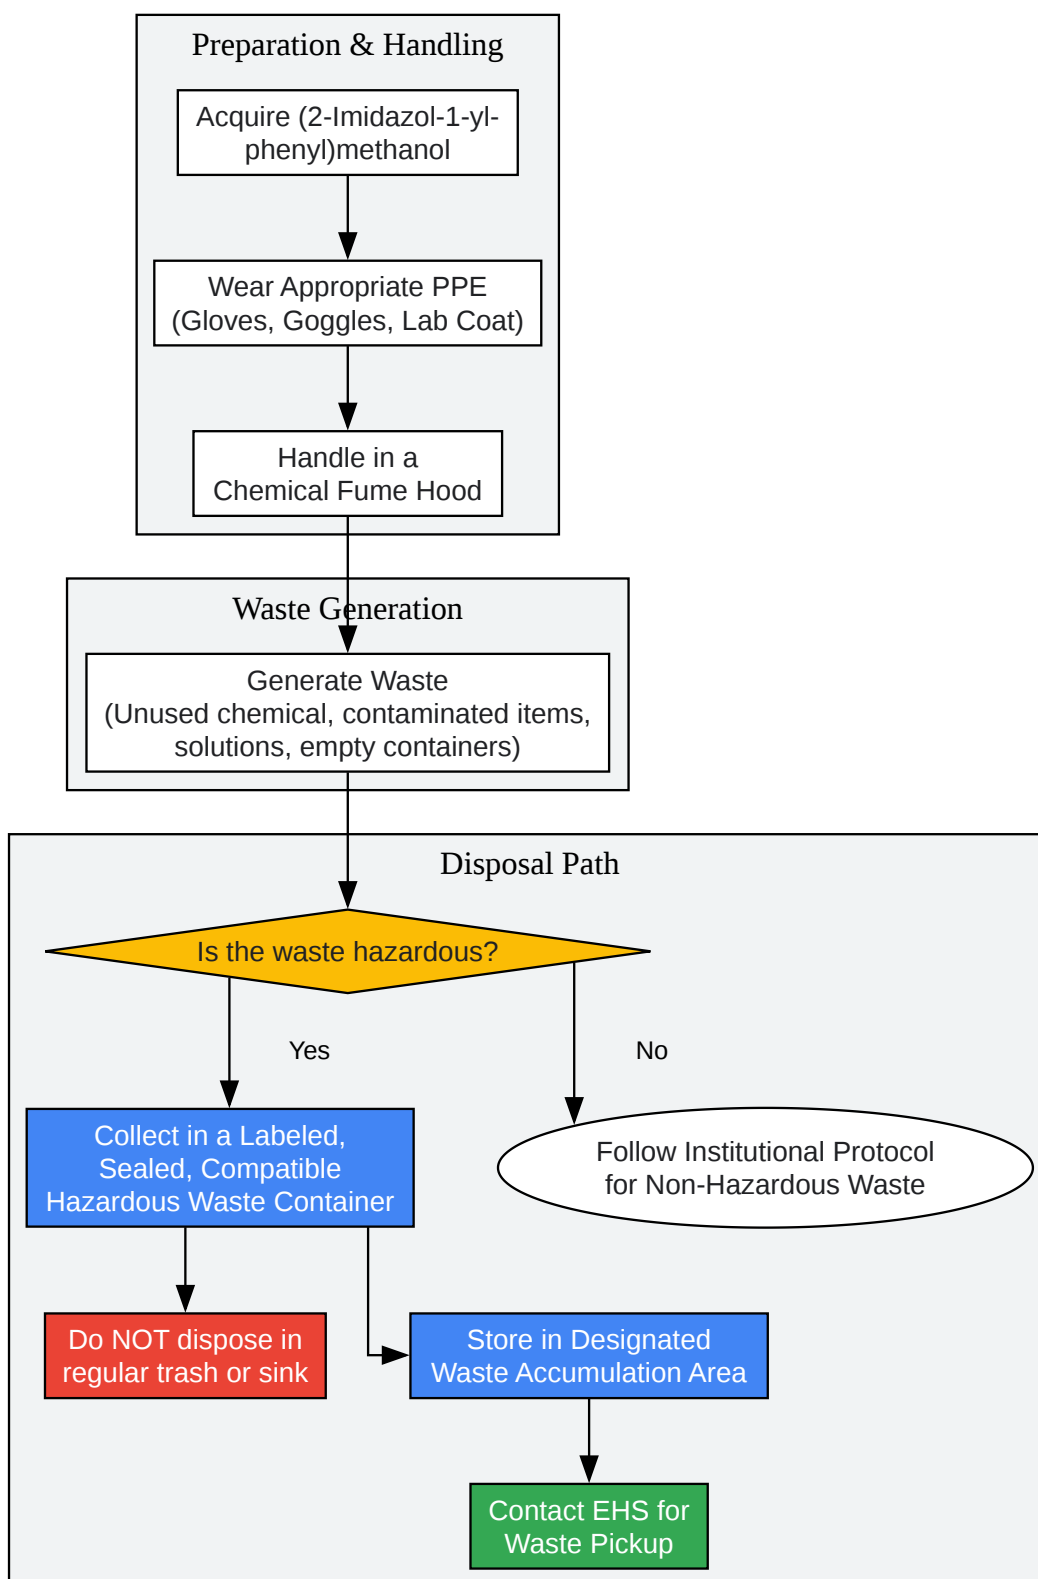 Preparation & Handling
Acquire (2-Imidazol-1-yl-
phenyl)methanol
Wear Appropriate PPE
(Gloves, Goggles, Lab Coat)
Handle in a
Chemical Fume Hood
Waste Generation
Generate Waste
(Unused chemical, contaminated items,
solutions, empty containers)
Disposal Path
Is the waste hazardous?
Yes
No
Collect in a Labeled,
Sealed, Compatible
Hazardous Waste Container
Follow Institutional Protocol
for Non-Hazardous Waste
Do NOT dispose in
regular trash or sink
Store in Designated
Waste Accumulation Area
Contact EHS for
Waste Pickup